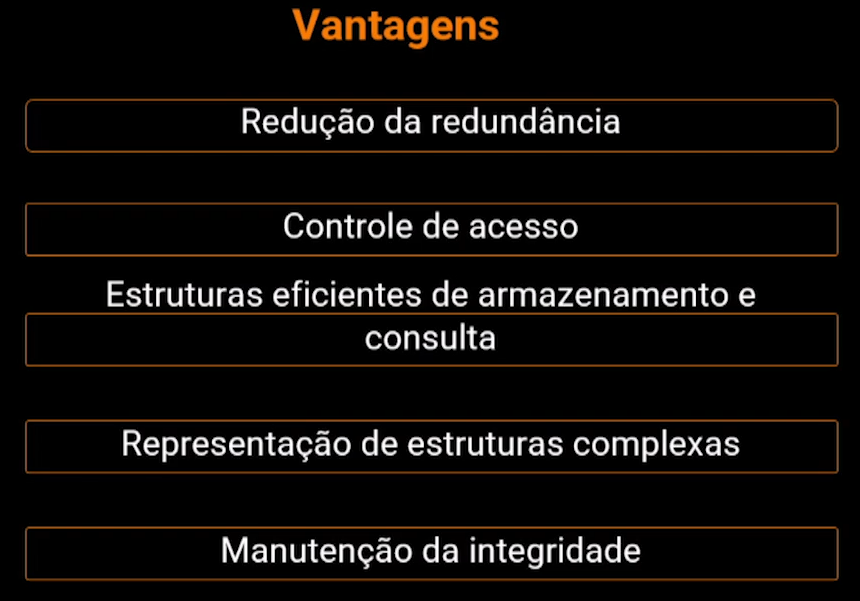 Vantagens
Redução da redundância
Controle de acesso
Estruturas eficientes de armazenamento e
consulta
Representação de estruturas complexas
Manutenção da integridade